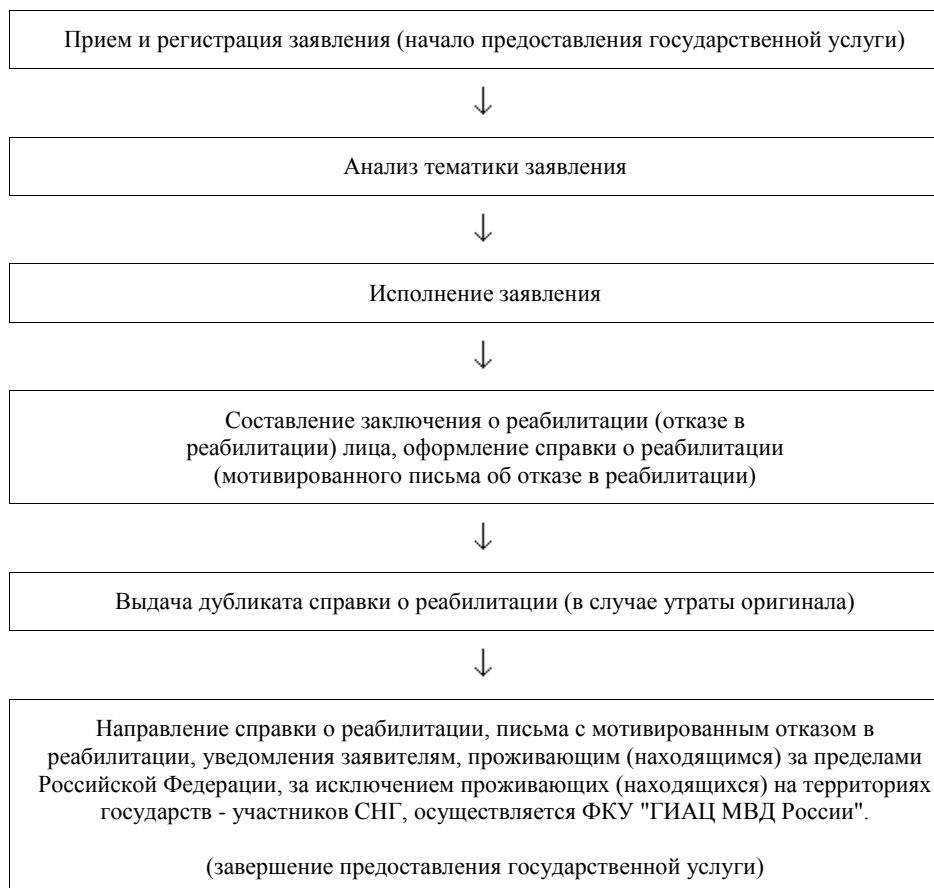 Прием и регистрация заявления (начало предоставления государственной услуги)
↓
Анализ тематики заявления
↓
Исполнение заявления
↓
Составление заключения о реабилитации (отказе в
реабилитации) лица, оформление справки о реабилитации
(мотивированного письма об отказе в реабилитации)
↓
Выдача дубликата справки о реабилитации (в случае утраты оригинала)
↓
Направление справки о реабилитации, письма с мотивированным отказом в
реабилитации, уведомления заявителям, проживающим (находящимся) за пределами
Российской Федерации, за исключением проживающих (находящихся) на территориях
государств - участников СНГ, осуществляется ФКУ "ГИАЦ МВД России".
(завершение предоставления государственной услуги)